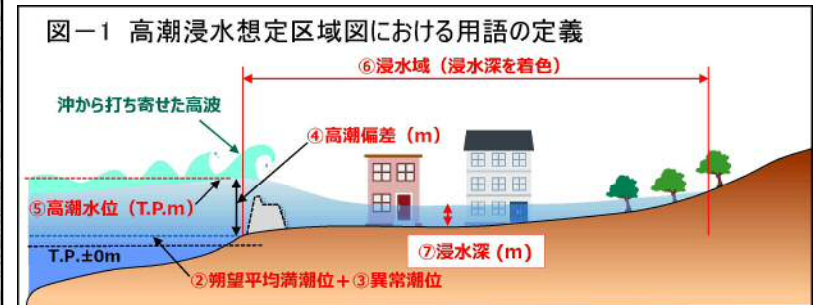 図－1 高潮浸水想定区域図における用語の定義
⑥浸水域（浸水深を着色）
沖から打ち寄せた高波
④高潮偏差（m）
⑤高潮水位（T.P.m）
T.P.±0m
⑦浸水深 (m)
②朔望平均満潮位＋③異常潮位